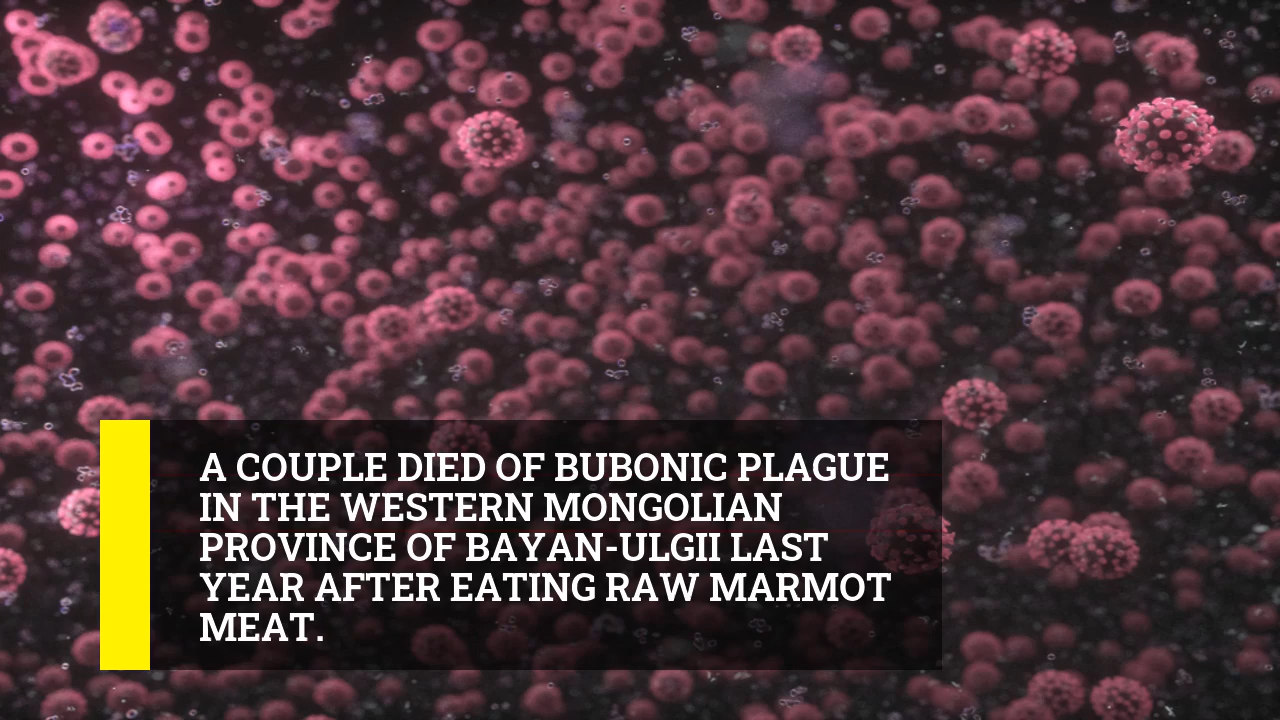 A COUPLE DIED OF BUBONIC PLAGUE
IN THE WESTERN MONGOLIAN
PROVINCE OF BAYAN-ULGII LAST
YEAR AFTER EATING RAW MARMOT
MEAT.